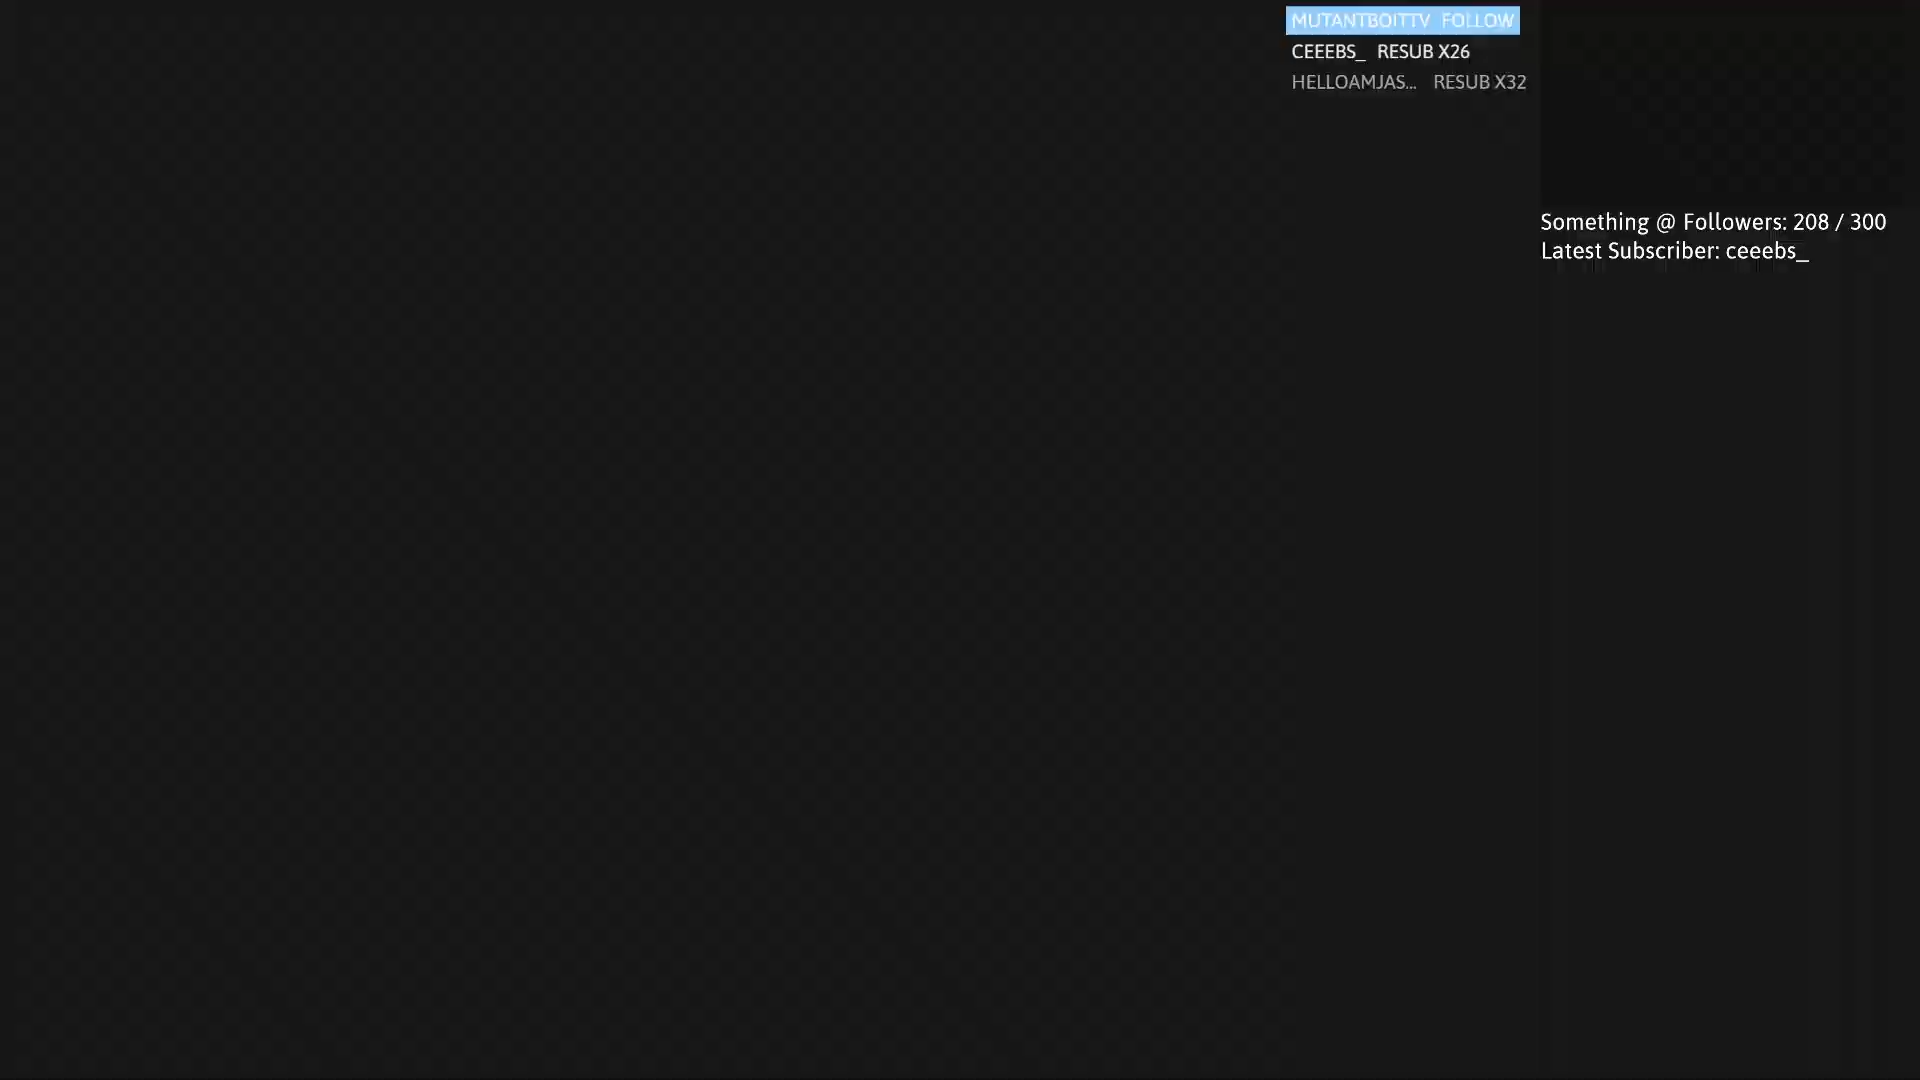 MUTANTBOITTV FOLLOW
CEEEBS_ RESUB X26
HELLOAMJAS... RESUB X32
Something @ Followers: 208 / 300
Latest Subscriber: ceeebs_